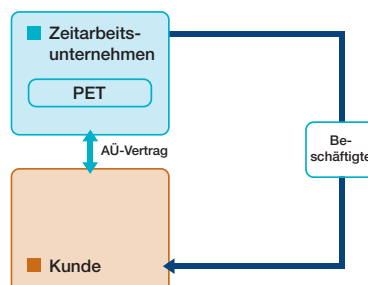 Zeitarbeits-
unternehmen
PET
AÜ-Vertrag
Be-
schäftigte
Kunde